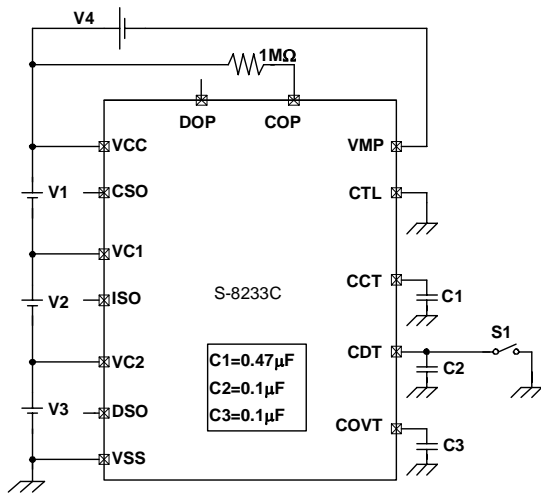 V4
1MΩ
DOP
COP
VCC
VMP
V1
CSO
CTL
VC1
V2
ISO
S-8233C
CCT
C1
S1
C1=0.47µF
C2=0.1µF
C3=0.1µF
CDT
C2
VC2
V3
DSO
COVT
C3
VSS